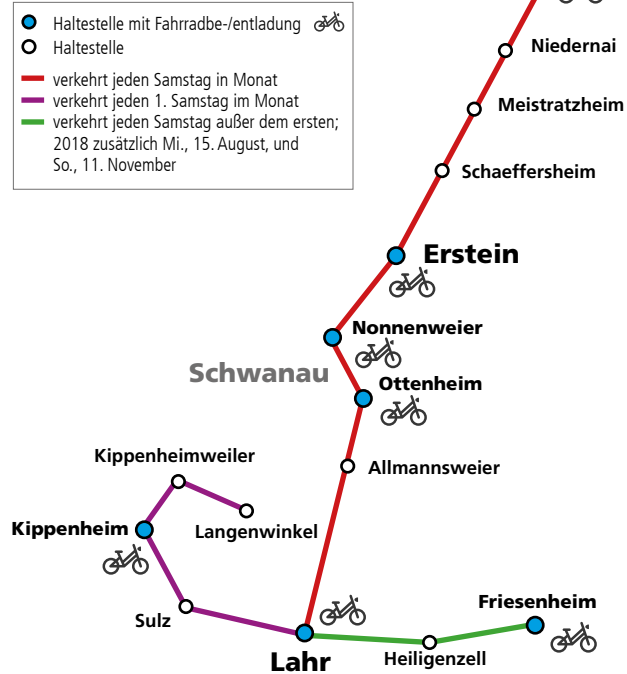 Haltestelle mit Fahrradbe-/entladung
Haltestelle
verkehrt jeden Samstag in Monat
verkehrt jeden 1. Samstag im Monat
verkehrt jeden Samstag außer dem ersten;
2018 zusätzlich Mi., 15. August, und
So., 11. November
Niedernai
Meistratzheim
Schaeffersheim
Erstein
Nonnenweier
Schwanau
Ottenheim
Kippenheimweiler
Allmannsweier
Kippenheim
Langenwinkel
Sulz
Friesenheim
Lahr
Heiligenzell